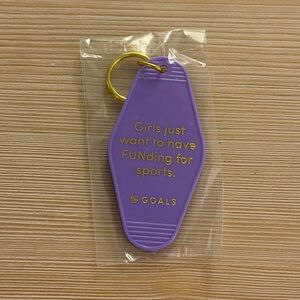 Girls just
want to have
FUNding for
sports.
GOALS